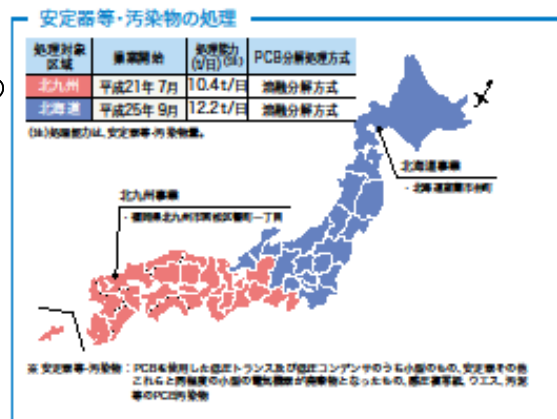 安定器等・汚染物の処理
処理対象区域 操業開始 処理能力(t/日)(注) PCB分解処理方式
北九州 平成21年 7月 10.4t/日 溶融分解方式
北海道 平成25年 9月 12.2t/日 溶融分解方式
(注)処理能力は、安定器等・汚染物量。
北海道事業
・北海道室蘭市仲町
北九州事業
・福岡県北九州市若松区響町一丁目
※ 安定器等・汚染物：PCBを使用した低圧トランス及び低圧コンデンサのうち小型のもの、安定器その他
これらと同程度の小型の電気機器が廃棄物となったもの、感圧複写紙、ウエス、汚泥
等のPCB汚染物